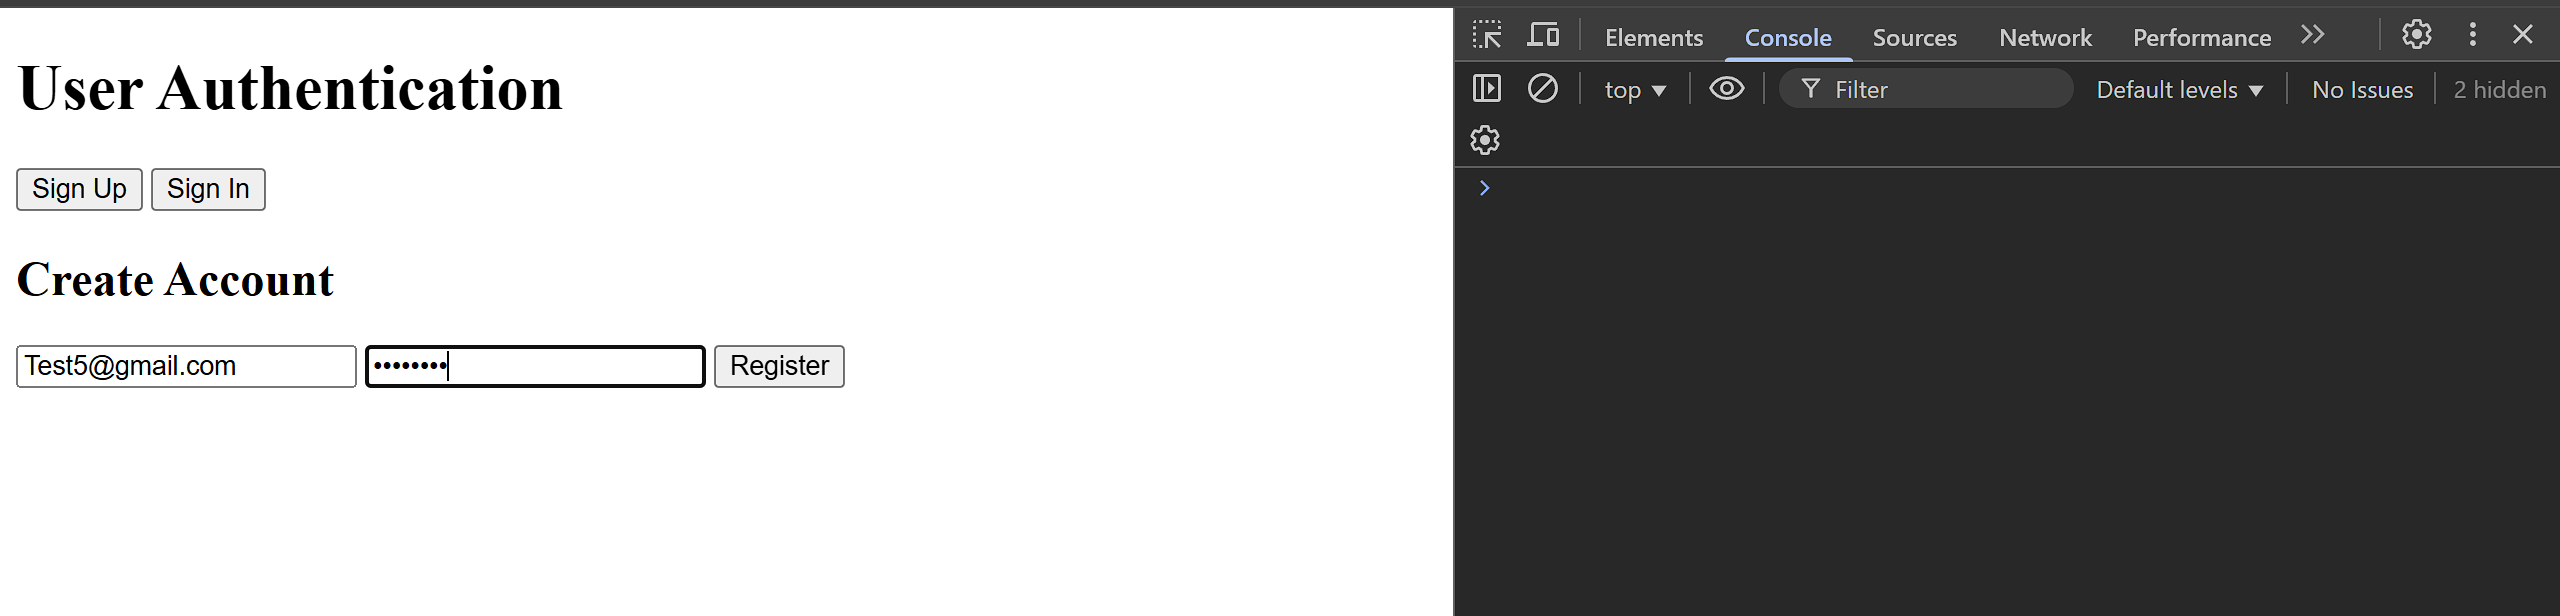 User Authentication
Sign Up Sign In
Create Account
Test5@gmail.com •••••••• Register
Elements Console Sources Network Performance
top Filter Default levels No Issues 2 hidden